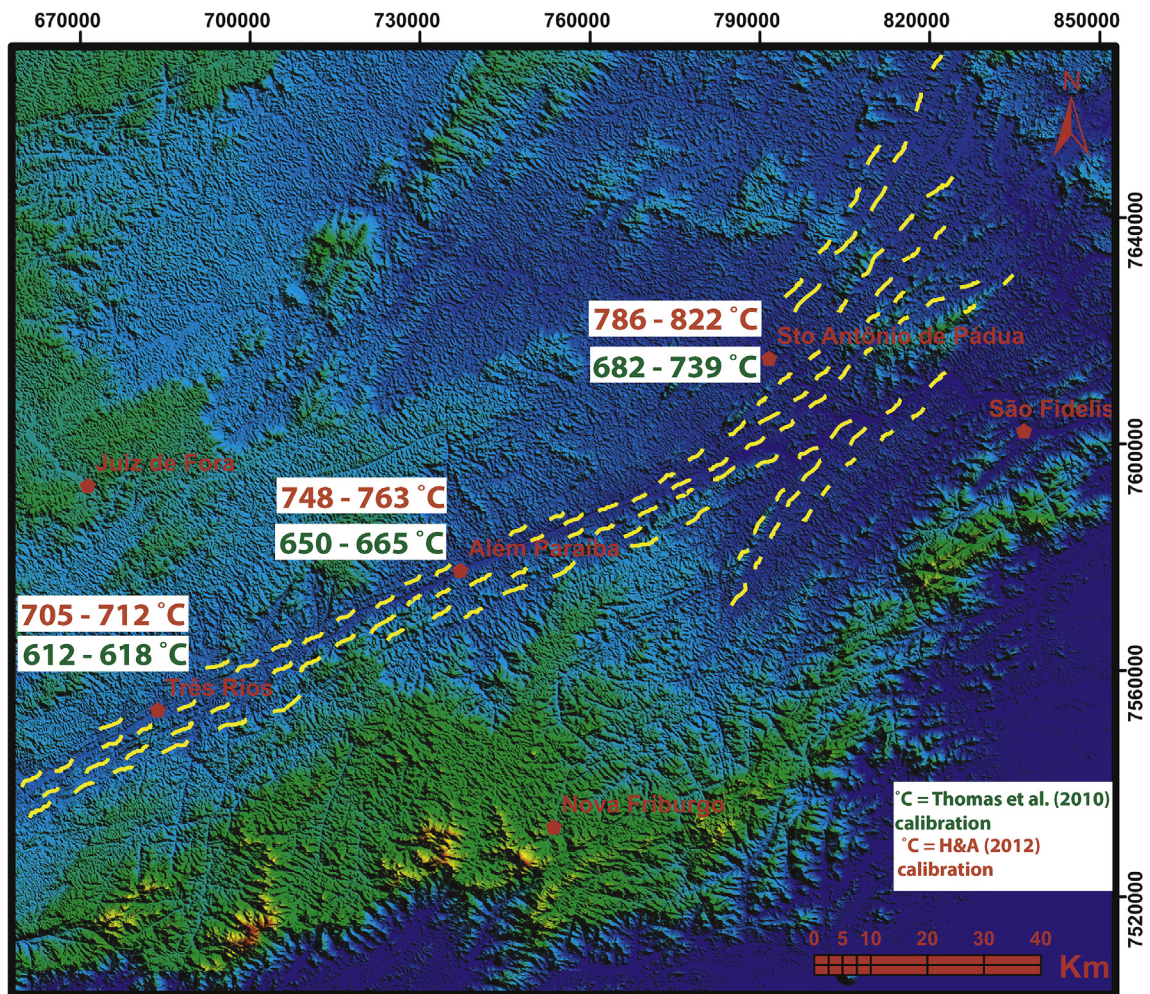 670000 700000 730000 760000 790000 820000 850000
N
7640000
786 - 822 °C
Sto Antônio de Pádua
682 - 739 °C
São Fidelis
Juiz de Fora
7600000
748 - 763 °C
650 - 665 °C
Além Paraíba
705 - 712 °C
612 - 618 °C
Três Rios
7560000
°C = Thomas et al. (2010)
calibration
°C = H&A (2012)
calibration
Nova Friburgo
7520000
0 5 10 20 30 40
Km